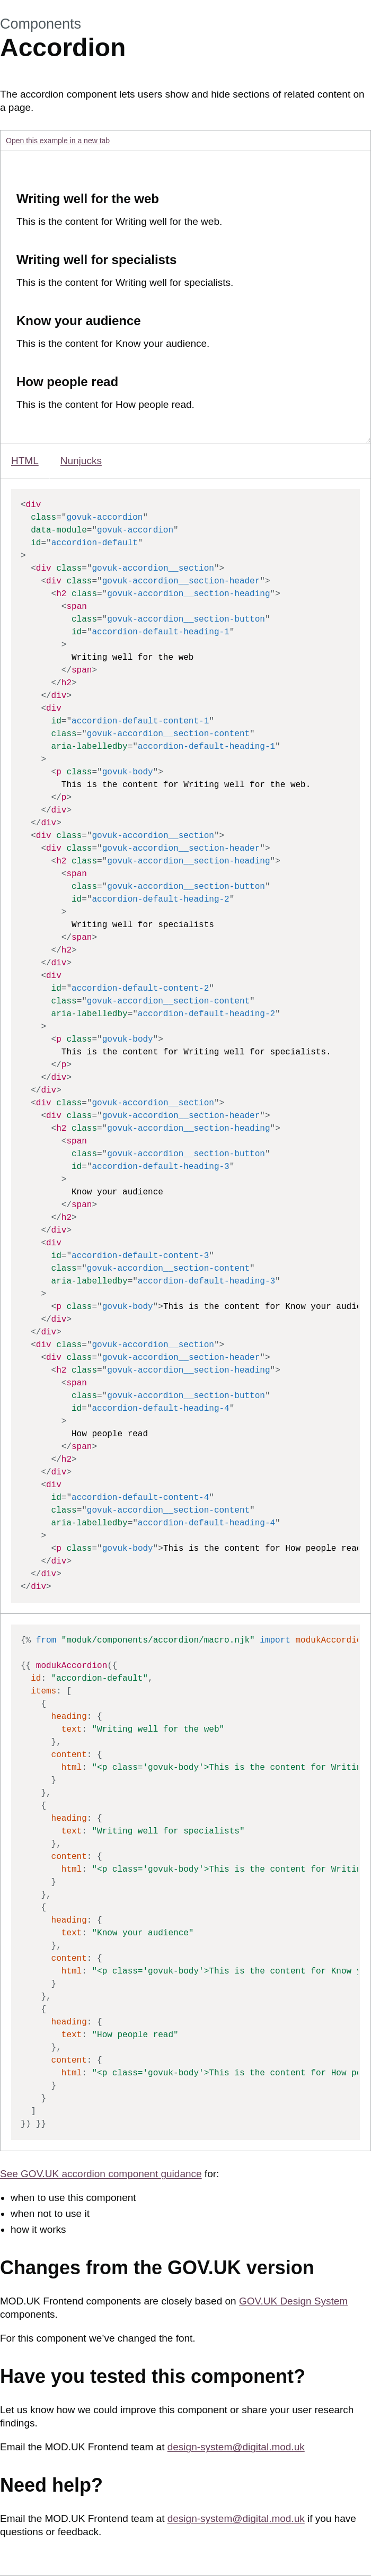 Components
Accordion
The accordion component lets users show and hide sections of related content on
a page.
Open this example in a new tab
Writing well for the web
This is the content for Writing well for the web.
Writing well for specialists
This is the content for Writing well for specialists.
Know your audience
This is the content for Know your audience.
How people read
This is the content for How people read.
HTML Nunjucks
<div
  class="govuk-accordion"
  data-module="govuk-accordion"
  id="accordion-default"
>
  <div class="govuk-accordion__section">
    <div class="govuk-accordion__section-header">
      <h2 class="govuk-accordion__section-heading">
        <span
          class="govuk-accordion__section-button"
          id="accordion-default-heading-1"
        >
          Writing well for the web
        </span>
      </h2>
    </div>
    <div
      id="accordion-default-content-1"
      class="govuk-accordion__section-content"
      aria-labelledby="accordion-default-heading-1"
    >
      <p class="govuk-body">
        This is the content for Writing well for the web.
      </p>
    </div>
  </div>
  <div class="govuk-accordion__section">
    <div class="govuk-accordion__section-header">
      <h2 class="govuk-accordion__section-heading">
        <span
          class="govuk-accordion__section-button"
          id="accordion-default-heading-2"
        >
          Writing well for specialists
        </span>
      </h2>
    </div>
    <div
      id="accordion-default-content-2"
      class="govuk-accordion__section-content"
      aria-labelledby="accordion-default-heading-2"
    >
      <p class="govuk-body">
        This is the content for Writing well for specialists.
      </p>
    </div>
  </div>
  <div class="govuk-accordion__section">
    <div class="govuk-accordion__section-header">
      <h2 class="govuk-accordion__section-heading">
        <span
          class="govuk-accordion__section-button"
          id="accordion-default-heading-3"
        >
          Know your audience
        </span>
      </h2>
    </div>
    <div
      id="accordion-default-content-3"
      class="govuk-accordion__section-content"
      aria-labelledby="accordion-default-heading-3"
    >
      <p class="govuk-body">This is the content for Know your
    </div>
  </div>
  <div class="govuk-accordion__section">
    <div class="govuk-accordion__section-header">
      <h2 class="govuk-accordion__section-heading">
        <span
          class="govuk-accordion__section-button"
          id="accordion-default-heading-4"
        >
          How people read
        </span>
      </h2>
    </div>
    <div
      id="accordion-default-content-4"
      class="govuk-accordion__section-content"
      aria-labelledby="accordion-default-heading-4"
    >
      <p class="govuk-body">This is the content for How people
    </div>
  </div>
</div>
{% from "moduk/components/accordion/macro.njk" import
{{ modukAccordion({
  id: "accordion-default",
  items: [
    {
      heading: {
        text: "Writing well for the web"
      },
      content: {
        html: "<p class='govuk-body'>This is the content for
      }
    },
    {
      heading: {
        text: "Writing well for specialists"
      },
      content: {
        html: "<p class='govuk-body'>This is the content for
      }
    },
    {
      heading: {
        text: "Know your audience"
      },
      content: {
        html: "<p class='govuk-body'>This is the content for Know
      }
    },
    {
      heading: {
        text: "How people read"
      },
      content: {
        html: "<p class='govuk-body'>This is the content for How
      }
    }
  ]
}) }}
See GOV.UK accordion component guidance for:
• when to use this component
• when not to use it
• how it works
Changes from the GOV.UK version
MOD.UK Frontend components are closely based on GOV.UK Design System
components.
For this component we’ve changed the font.
Have you tested this component?
Let us know how we could improve this component or share your user research
findings.
Email the MOD.UK Frontend team at design-system@digital.mod.uk
Need help?
Email the MOD.UK Frontend team at design-system@digital.mod.uk if you have
questions or feedback.